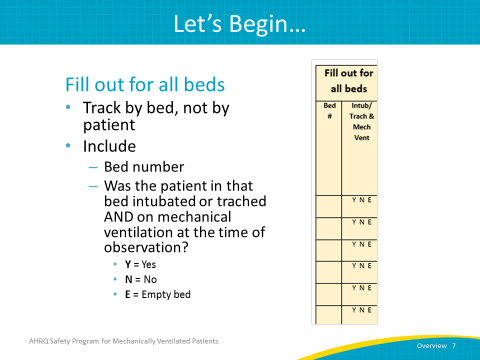 Let's Begin…
Fill out for all beds
• Track by bed, not by
patient
• Include
– Bed number
– Was the patient in that
bed intubated or trached
AND on mechanical
ventilation at the time of
observation?
• Y = Yes
• N = No
• E = Empty bed
Fill out for
all beds
Bed
#
Intub/
Trach &
Mech
Vent
Y N E
Y N E
Y N E
Y N E
Y N E
Y N E
AHRQ Safety Program for Mechanically Ventilated Patients
Overview 7